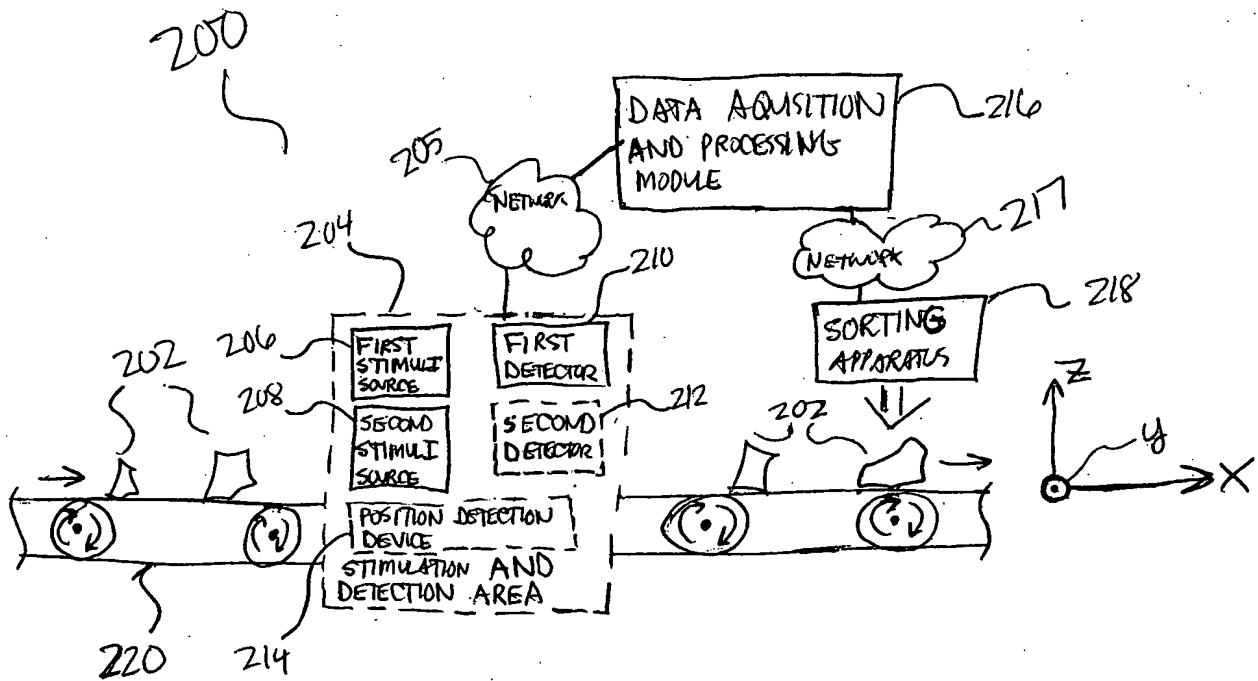 200
DATA AQUSITION
AND PROCESSING
MODULE
216
205
NETWORK
217
NETWORK
204
210
218
SORTING
APPARATUS
206
FIRST
STIMULI
SOURCE
FIRST
DETECTOR
202
208
SECOND
STIMULI
SOURCE
SECOND
DETECTOR
212
202
Z
y
X
POSITION DETECTION
DEVICE
STIMULATION AND
DETECTION AREA
220
214